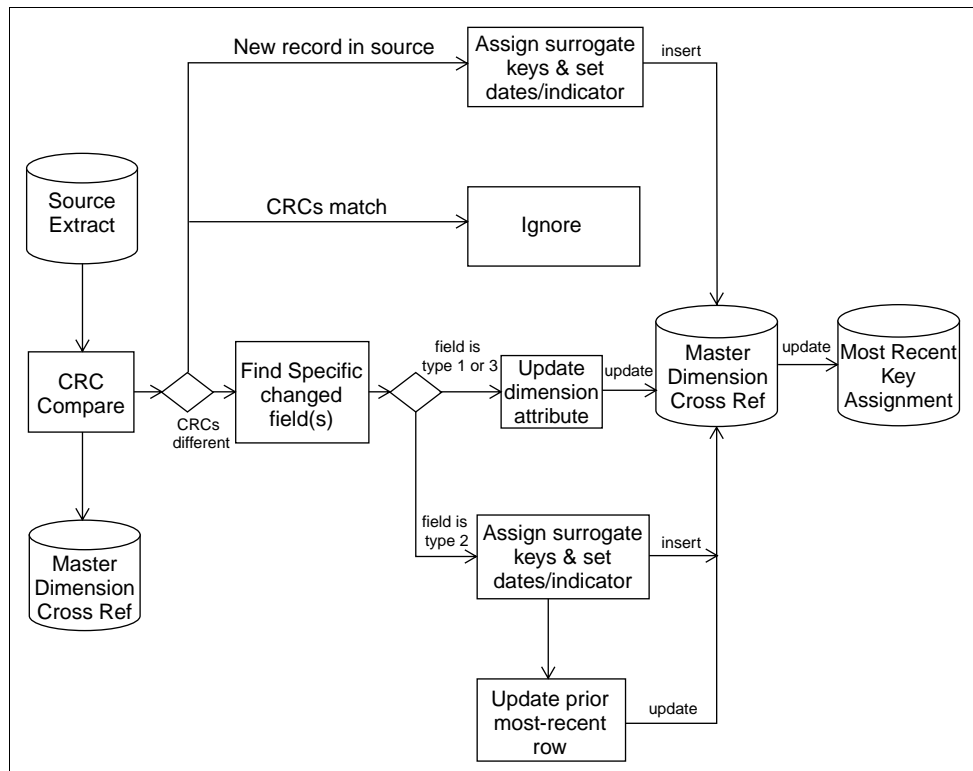 New record in source
Assign surrogate
keys & set
dates/indicator
insert
Source
Extract
CRCs match
Ignore
CRC
Compare
CRCs
different
Find Specific
changed
field(s)
field is
type 1 or 3
Update
dimension
attribute
update
Master
Dimension
Cross Ref
update
Most Recent
Key
Assignment
Master
Dimension
Cross Ref
field is
type 2
Assign surrogate
keys & set
dates/indicator
insert
Update prior
most-recent
row
update